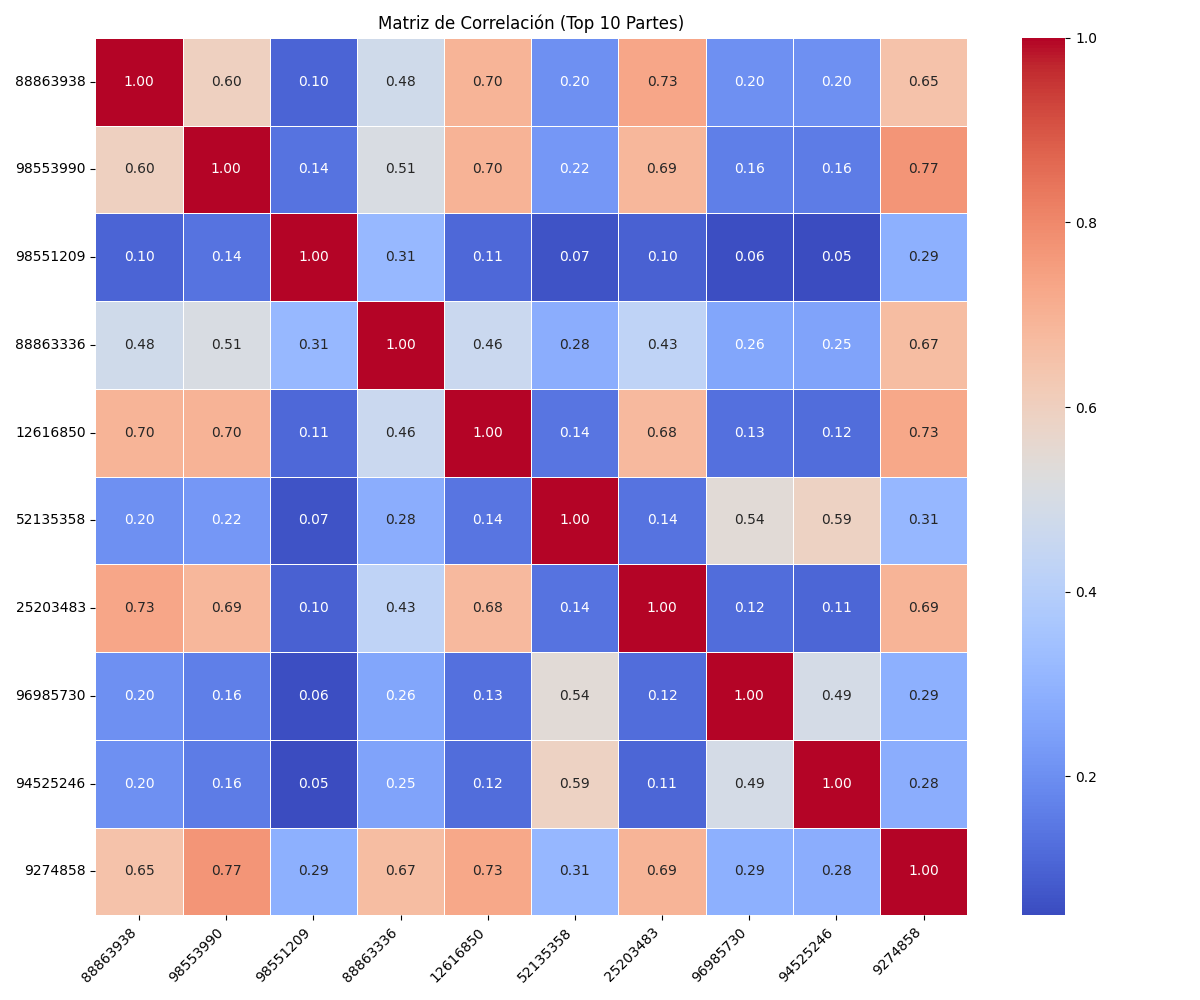 Matriz de Correlación (Top 10 Partes)
88863938 1.00 0.60 0.10 0.48 0.70 0.20 0.73 0.20 0.20 0.65
98553990 0.60 1.00 0.14 0.51 0.70 0.22 0.69 0.16 0.16 0.77
98551209 0.10 0.14 1.00 0.31 0.11 0.07 0.10 0.06 0.05 0.29
88863336 0.48 0.51 0.31 1.00 0.46 0.28 0.43 0.26 0.25 0.67
12616850 0.70 0.70 0.11 0.46 1.00 0.14 0.68 0.13 0.12 0.73
52135358 0.20 0.22 0.07 0.28 0.14 1.00 0.14 0.54 0.59 0.31
25203483 0.73 0.69 0.10 0.43 0.68 0.14 1.00 0.12 0.11 0.69
96985730 0.20 0.16 0.06 0.26 0.13 0.54 0.12 1.00 0.49 0.29
94525246 0.20 0.16 0.05 0.25 0.12 0.59 0.11 0.49 1.00 0.28
9274858 0.65 0.77 0.29 0.67 0.73 0.31 0.69 0.29 0.28 1.00
88863938 98553990 98551209 88863336 12616850 52135358 25203483 96985730 94525246 9274858
1.0
0.8
0.6
0.4
0.2